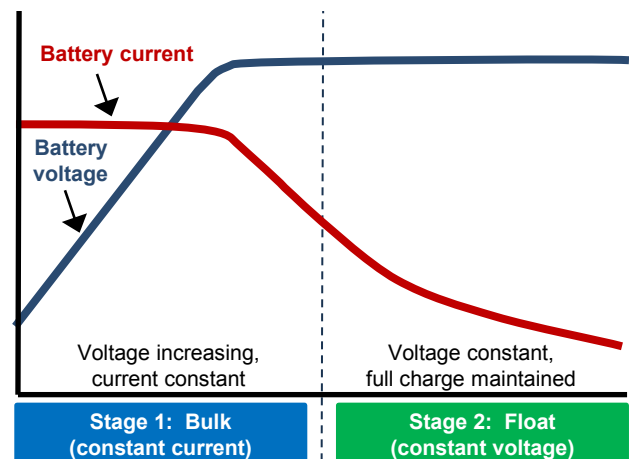 Battery current
Battery
voltage
Voltage increasing,
current constant
Voltage constant,
full charge maintained
Stage 1:  Bulk
(constant current)
Stage 2:  Float
(constant voltage)